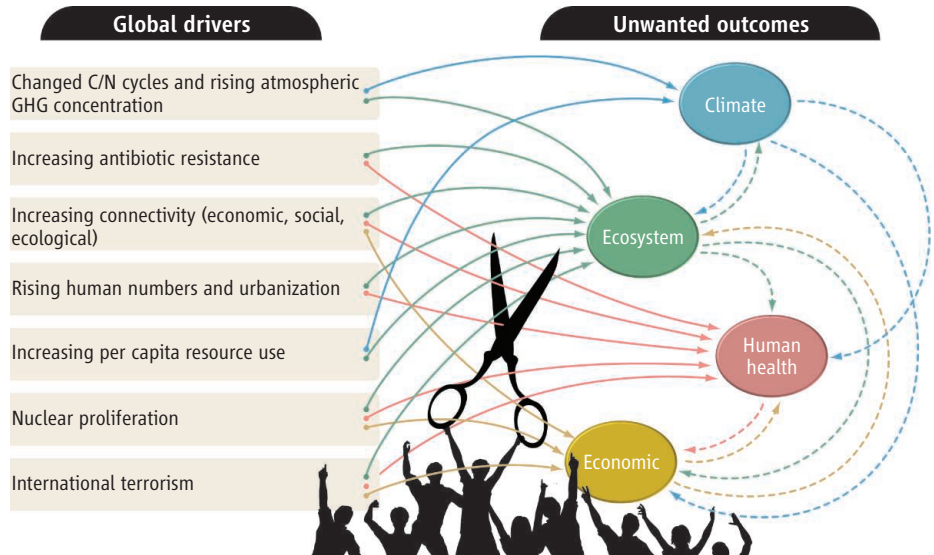 Global drivers
Unwanted outcomes
Changed C/N cycles and rising atmospheric
GHG concentration
Increasing antibiotic resistance
Increasing connectivity (economic, social,
ecological)
Rising human numbers and urbanization
Increasing per capita resource use
Nuclear proliferation
International terrorism
Climate
Ecosystem
Human
health
Economic